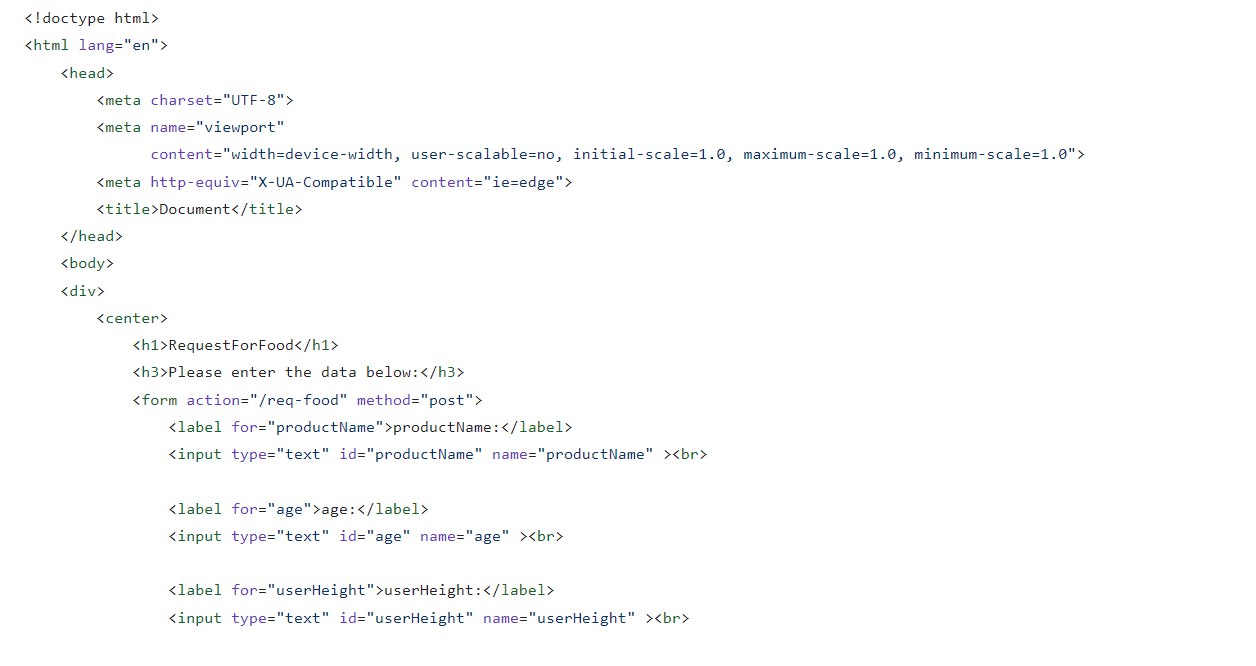 <!doctype html>
<html lang="en">
<head>
<meta charset="UTF-8">
<meta name="viewport"
content="width=device-width, user-scalable=no, initial-scale=1.0, maximum-scale=1.0, minimum-scale=1.0">
<meta http-equiv="X-UA-Compatible" content="ie=edge">
<title>Document</title>
</head>
<body>
<div>
<center>
<h1>RequestForFood</h1>
<h3>Please enter the data below:</h3>
<form action="/req-food" method="post">
<label for="productName">productName:</label>
<input type="text" id="productName" name="productName" ><br>
<label for="age">age:</label>
<input type="text" id="age" name="age" ><br>
<label for="userHeight">userHeight:</label>
<input type="text" id="userHeight" name="userHeight" ><br>